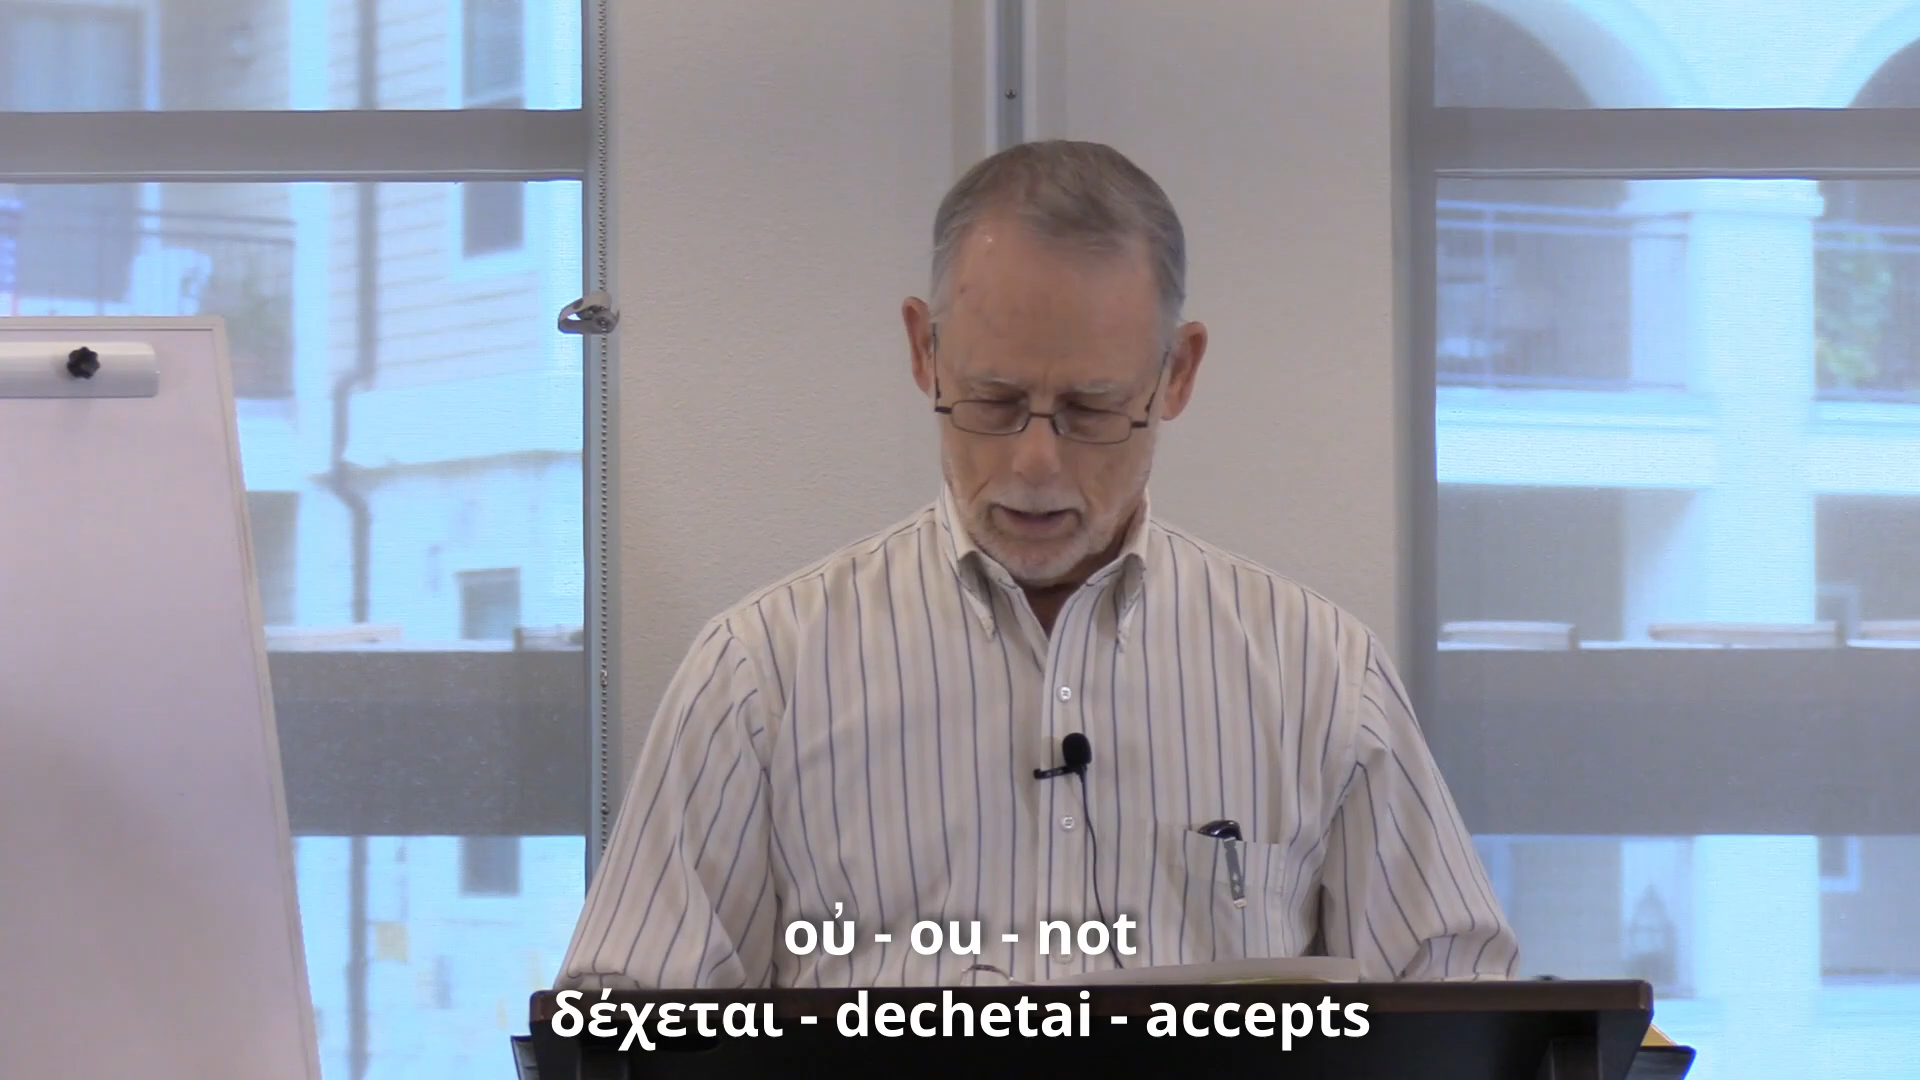 οὐ - ou - not
δέχεται - dechetai - accepts